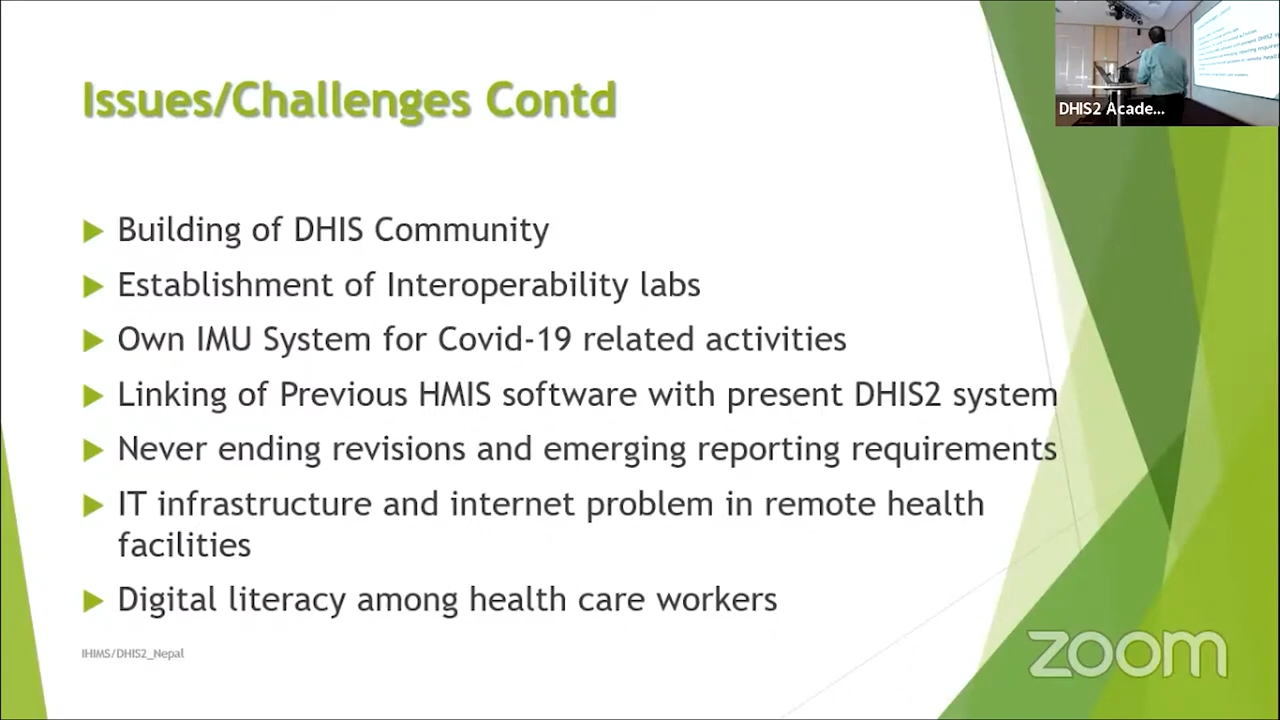 Issues/Challenges Contd
DHIS2 Acade...
Building of DHIS Community
Establishment of Interoperability labs
Own IMU System for Covid-19 related activities
Linking of Previous HMIS software with present DHIS2 system
Never ending revisions and emerging reporting requirements
IT infrastructure and internet problem in remote health
facilities
Digital literacy among health care workers
IHIMS/DHIS2_Nepal
zoom